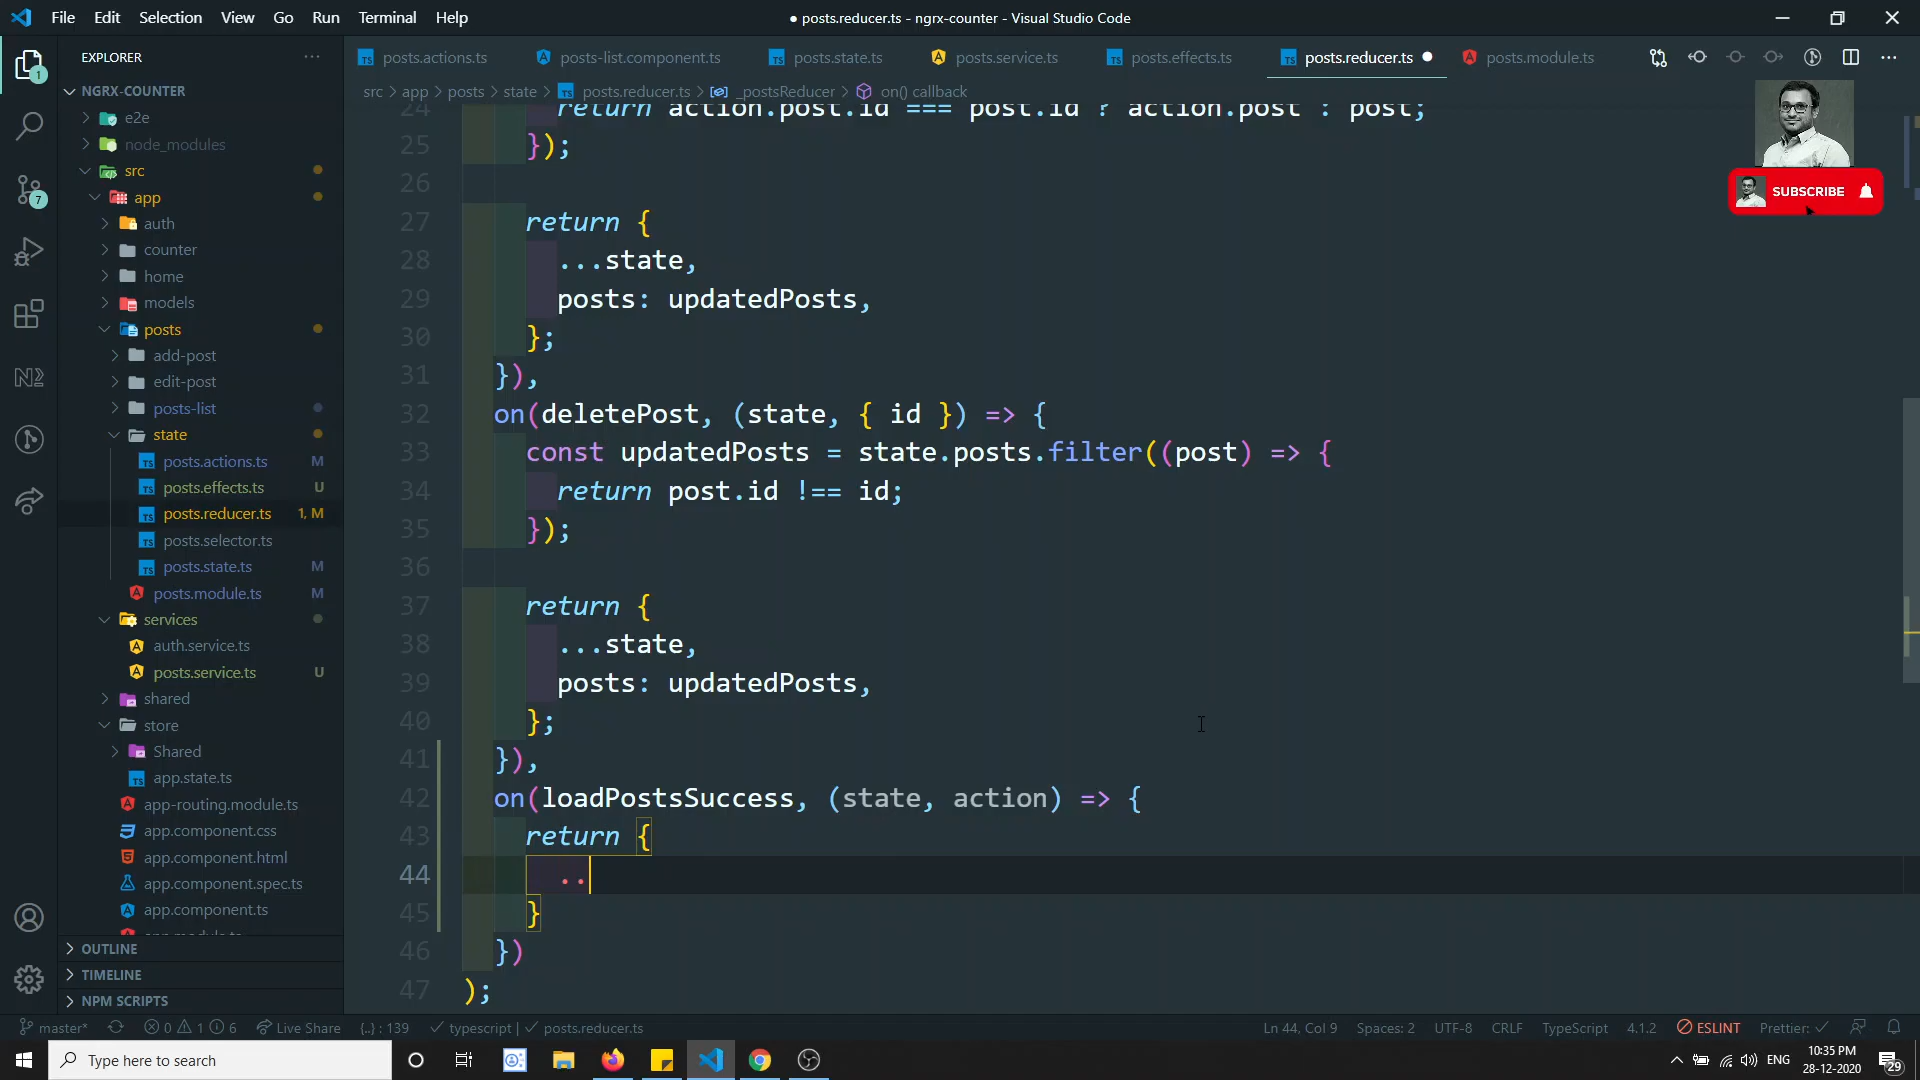 File Edit Selection View Go Run Terminal Help
● posts.reducer.ts - ngrx-counter - Visual Studio Code
EXPLORER
posts.actions.ts posts-list.component.ts posts.state.ts posts.service.ts posts.effects.ts posts.reducer.ts posts.module.ts
src > app > posts > state > posts.reducer.ts > _postsReducer > on() callback
NGRX-COUNTER
e2e
node_modules
src
app
auth
counter
home
models
posts
add-post
edit-post
posts-list
state
posts.actions.ts M
posts.effects.ts U
posts.reducer.ts 1, M
posts.selector.ts
posts.state.ts M
posts.module.ts M
services
auth.service.ts
posts.service.ts U
shared
store
Shared
app.state.ts
app-routing.module.ts
app.component.css
app.component.html
app.component.spec.ts
app.component.ts
OUTLINE
TIMELINE
NPM SCRIPTS
1
7
24 return action.post.id === post.id ? action.post : post;
25 });
26
27 return {
28 ...state,
29 posts: updatedPosts,
30 };
31 }),
32 on(deletePost, (state, { id }) => {
33 const updatedPosts = state.posts.filter((post) => {
34 return post.id !== id;
35 });
36
37 return {
38 ...state,
39 posts: updatedPosts,
40 };
41 }),
42 on(loadPostsSuccess, (state, action) => {
43 return {
44 ..
45 }
46 })
47 );
SUBSCRIBE
master* 0 1 6 Live Share {..} : 139 typescript | posts.reducer.ts Ln 44, Col 9 Spaces: 2 UTF-8 CRLF TypeScript 4.1.2 ESLINT Prettier: ✓
Type here to search
ENG
10:35 PM
28-12-2020
29